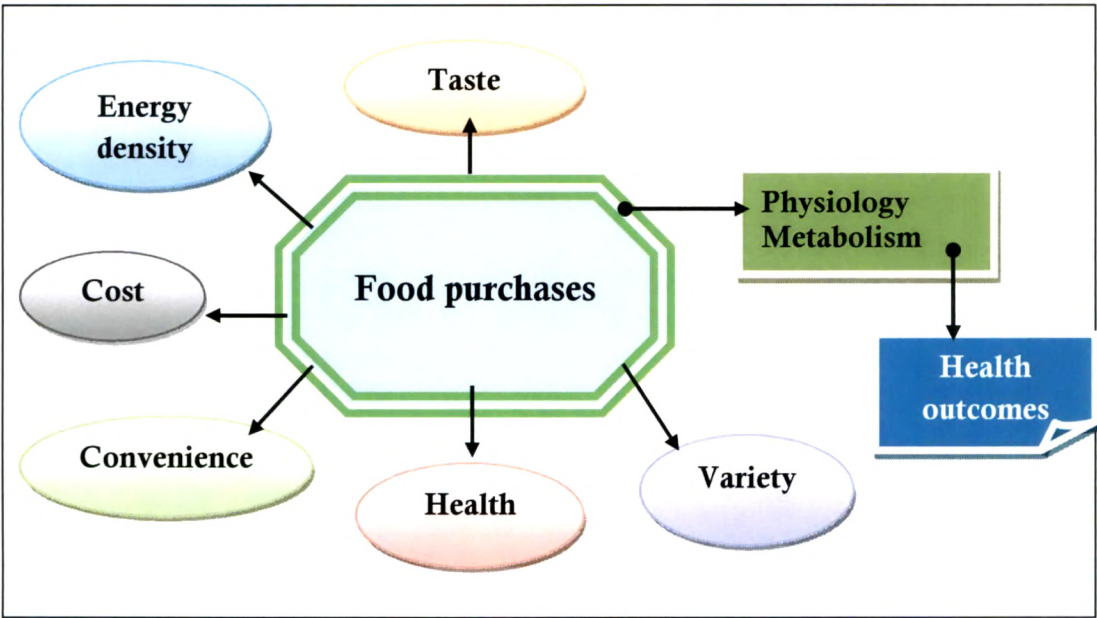 Taste
Energy
density
Physiology
Metabolism
Cost
Food purchases
Health
outcomes
Convenience
Health
Variety